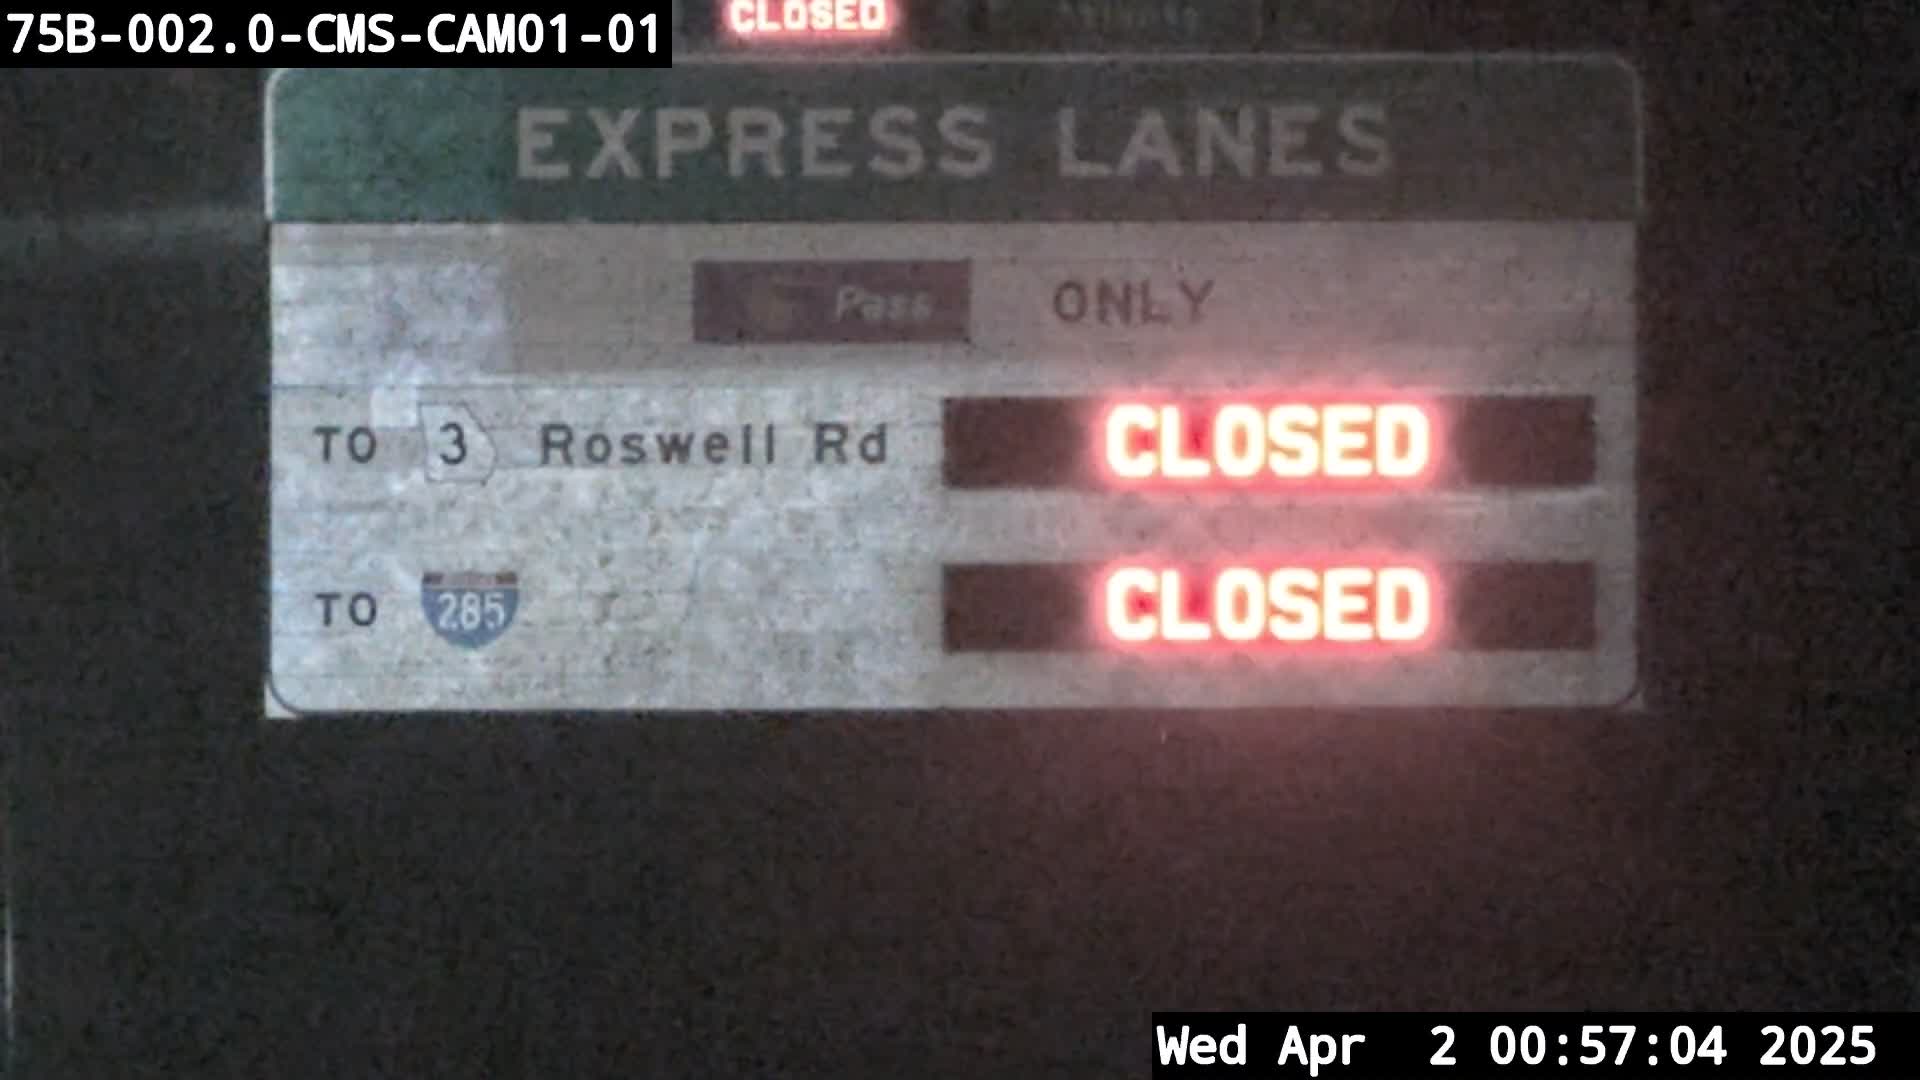 75B-002.0-CMS-CAM01-01
CLOSED
EXPRESS LANES
Pass ONLY
TO 3 Roswell Rd CLOSED
TO 285 CLOSED
Wed Apr 2 00:57:04 2025